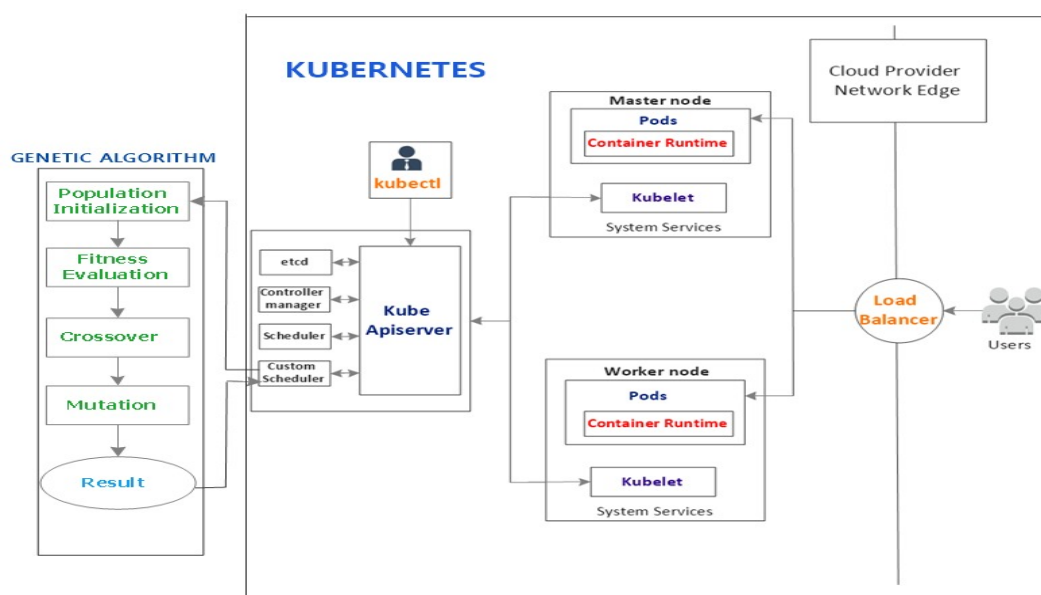 KUBERNETES
GENETIC ALGORITHM
Population
Initialization
Fitness
Evaluation
Crossover
Mutation
Result
kubectl
etcd
Controller
manager
Scheduler
Custom
Scheduler
Kube
Apiserver
Master node
Pods
Container Runtime
Kubelet
System Services
Worker node
Pods
Container Runtime
Kubelet
System Services
Cloud Provider
Network Edge
Load
Balancer
Users